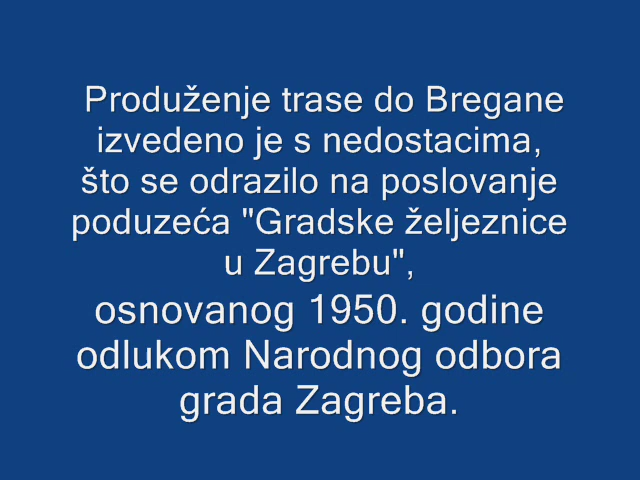 Produženje trase do Bregane
izvedeno je s nedostacima,
što se odrazilo na poslovanje
poduzeća "Gradske željeznice
u Zagrebu",
osnovanog 1950. godine
odlukom Narodnog odbora
grada Zagreba.